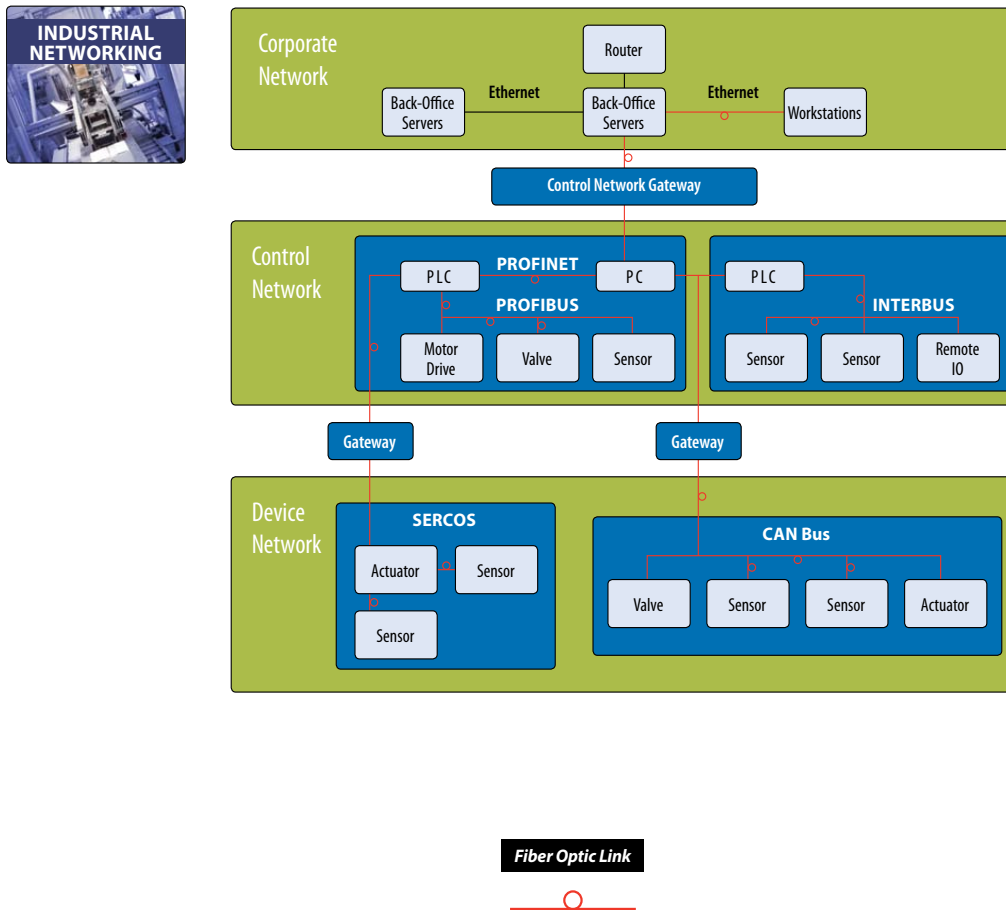 INDUSTRIAL
NETWORKING
Corporate
Network
Router
Ethernet
Ethernet
Back-Office
Servers
Back-Office
Servers
Workstations
Control Network Gateway
Control
Network
PLC
PROFINET
PC
PLC
PROFIBUS
INTERBUS
Motor
Drive
Valve
Sensor
Sensor
Sensor
Remote
IO
Gateway
Gateway
Device
Network
SERCOS
CAN Bus
Actuator
Sensor
Valve
Sensor
Sensor
Actuator
Sensor
Fiber Optic Link